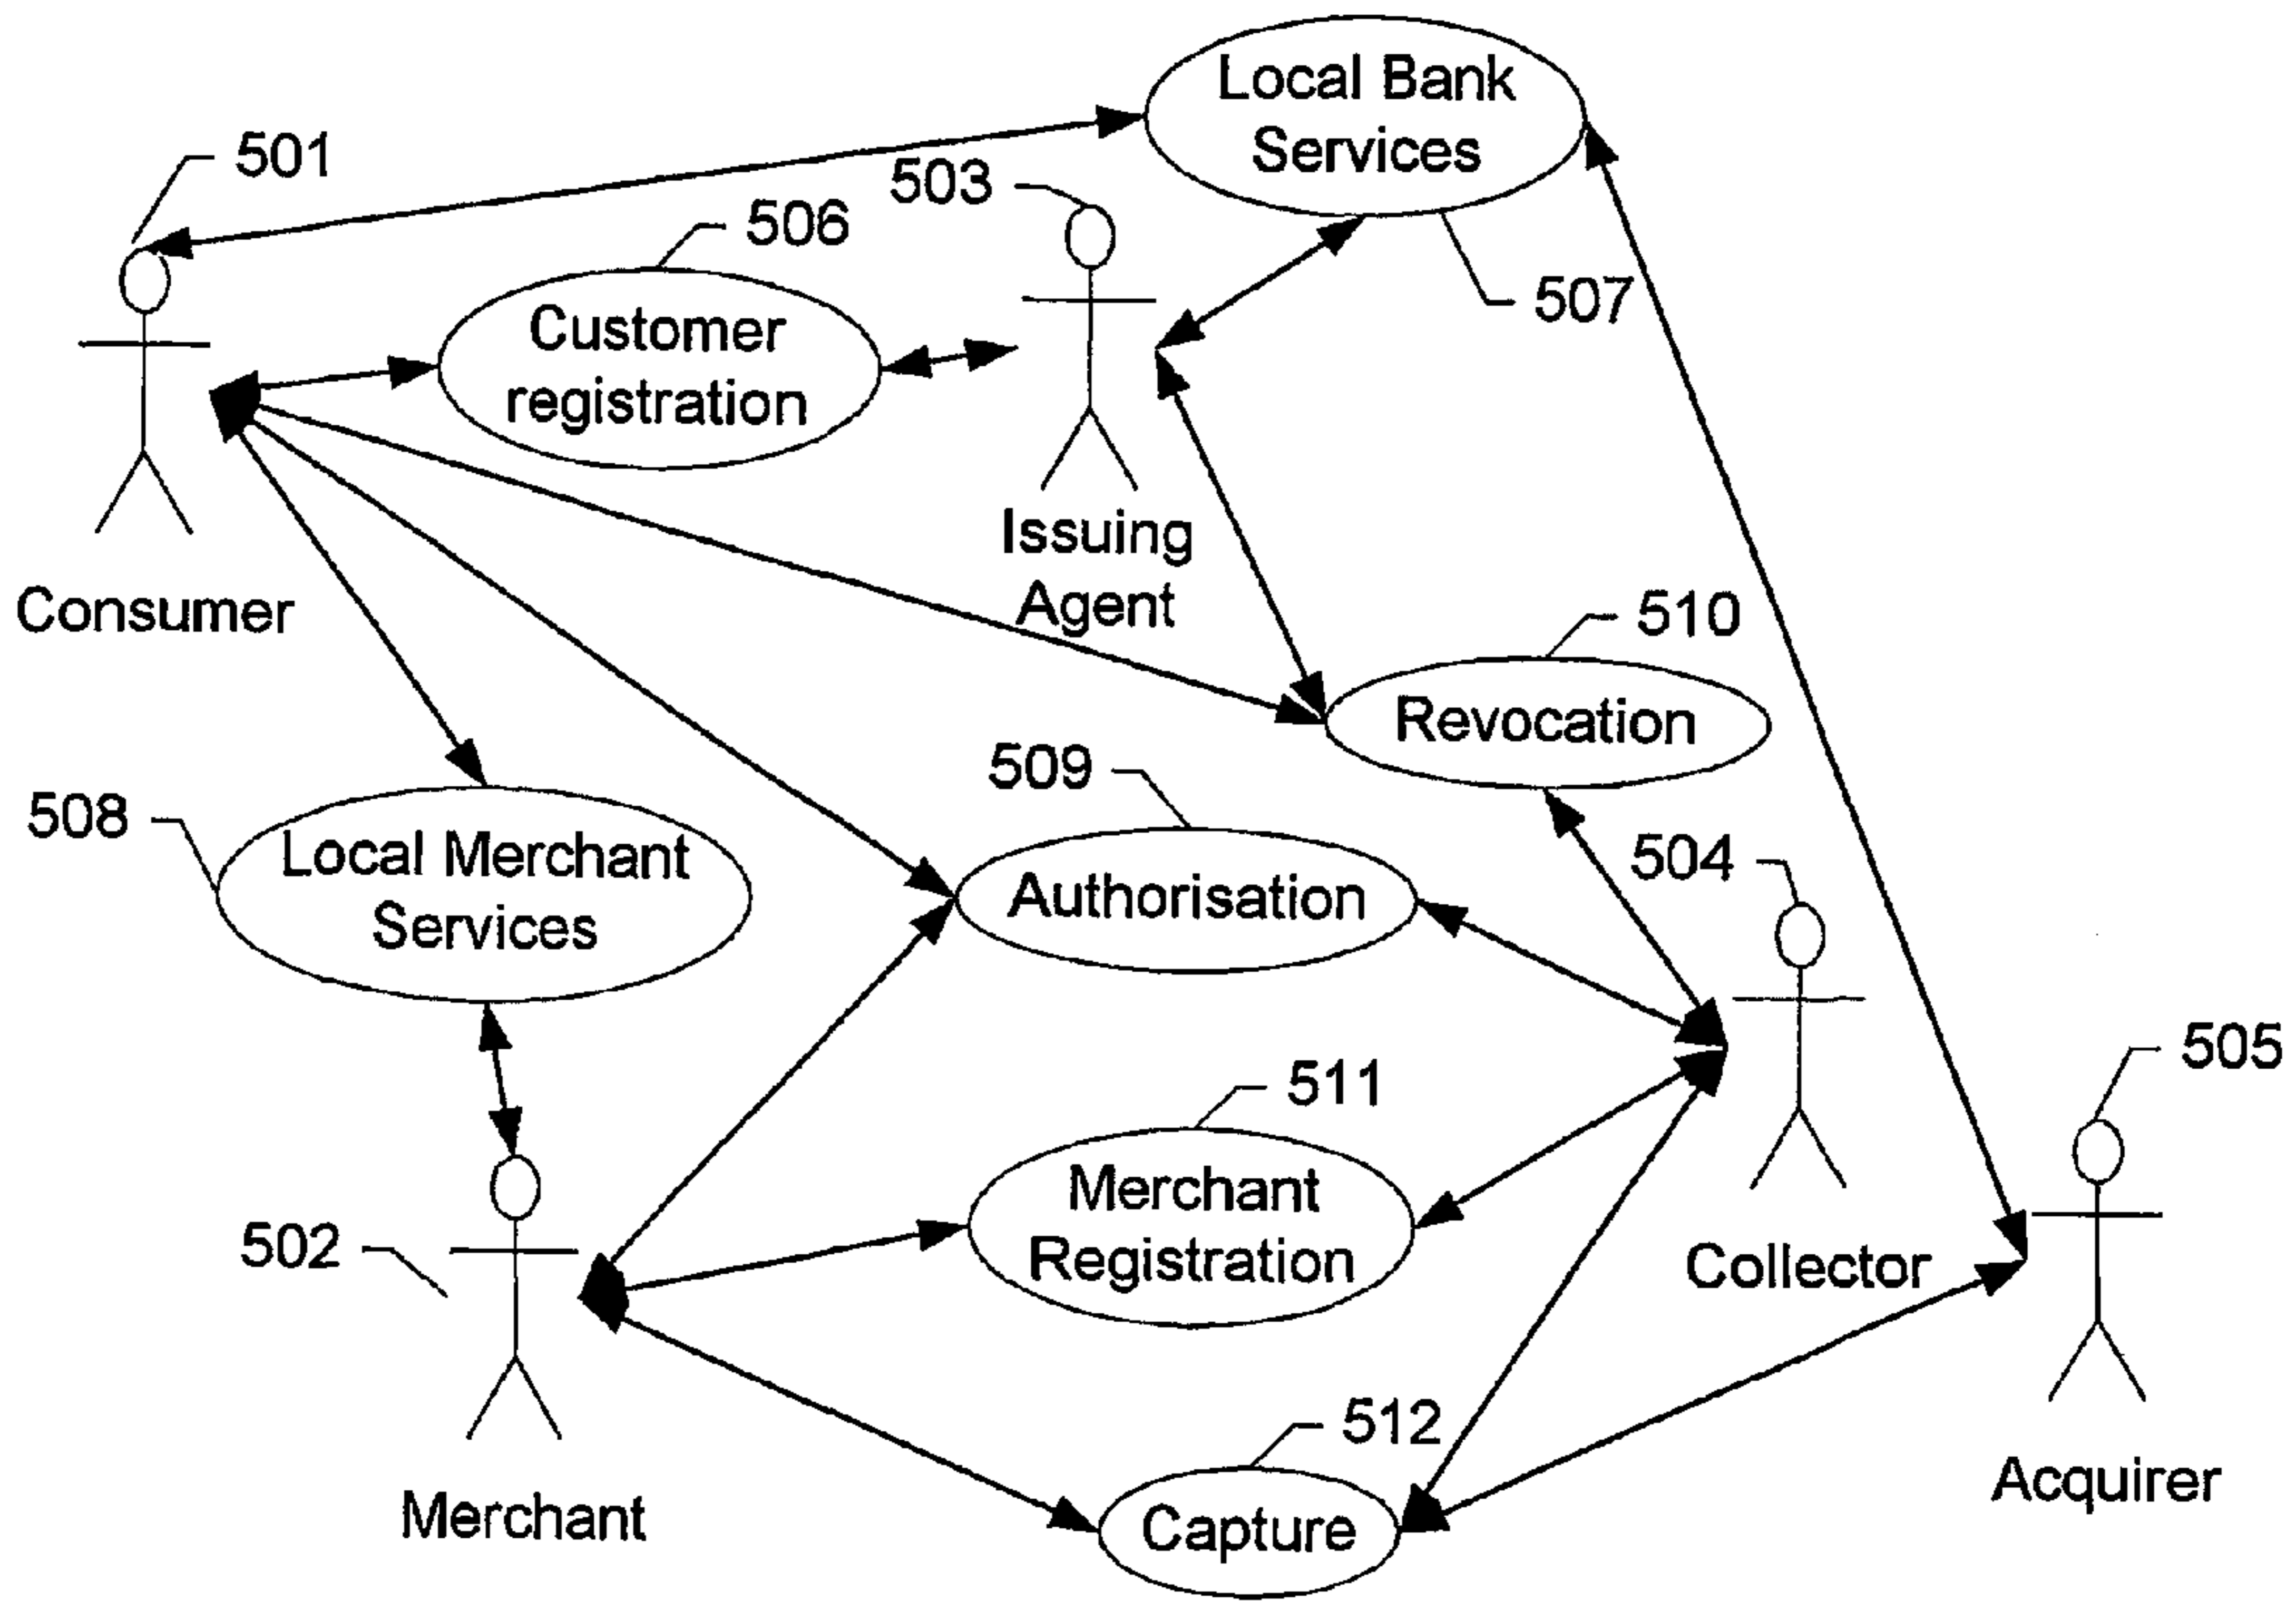 Local Bank
Services
501
503
506
507
Customer
registration
Issuing
Agent
Consumer
510
Revocation
509
508
Local Merchant
Services
504
Authorisation
505
511
Merchant
Registration
502
Collector
512
Acquirer
Merchant
Capture